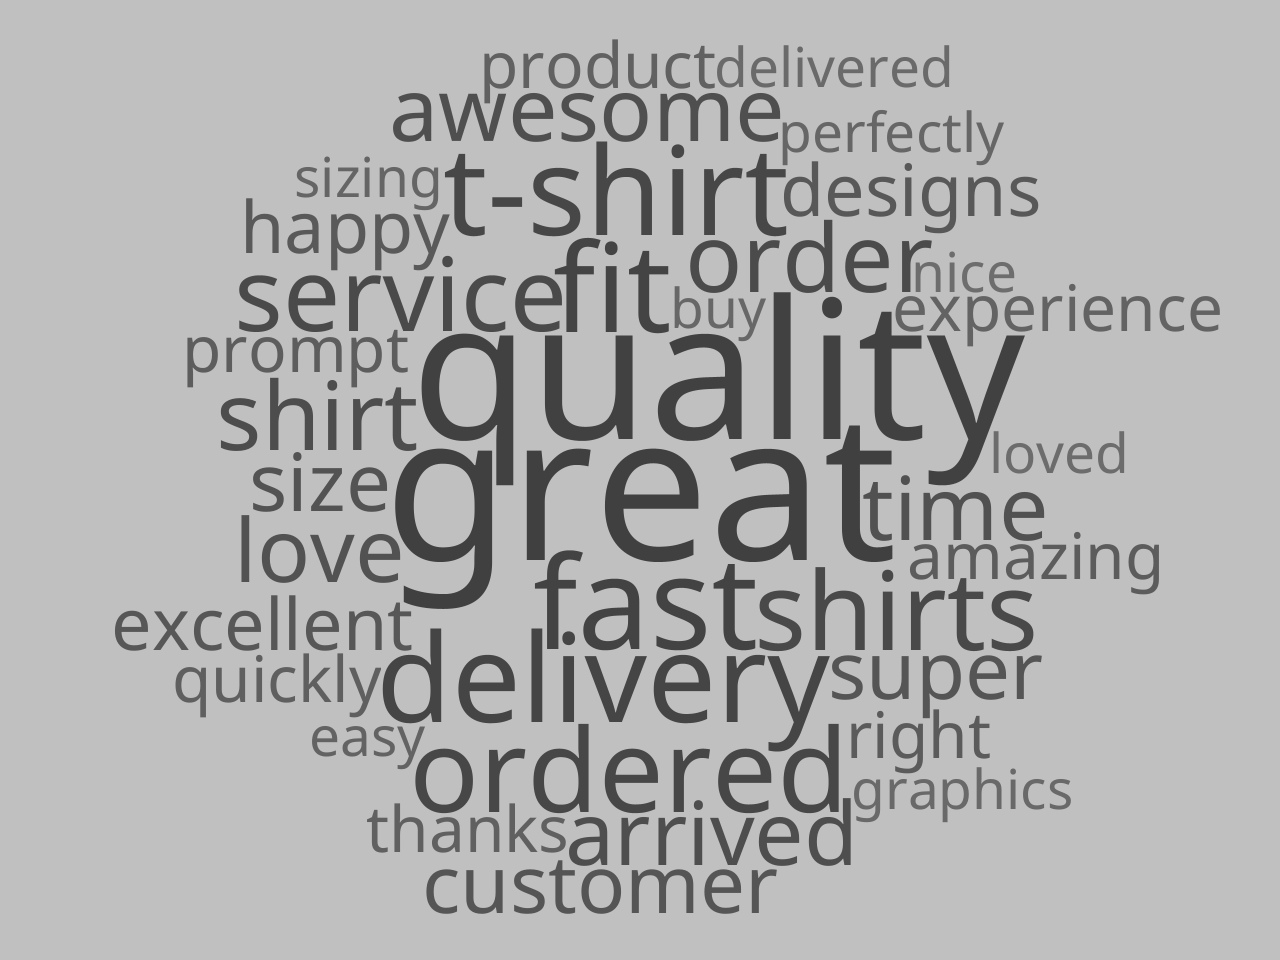 product delivered
awesome perfectly
sizing t-shirt designs
happy order
service fit buy nice
experience
prompt quality
shirt
great loved
size time
love amazing
fast shirts
excellent
quickly delivery super
easy ordered right
graphics
thanks arrived
customer